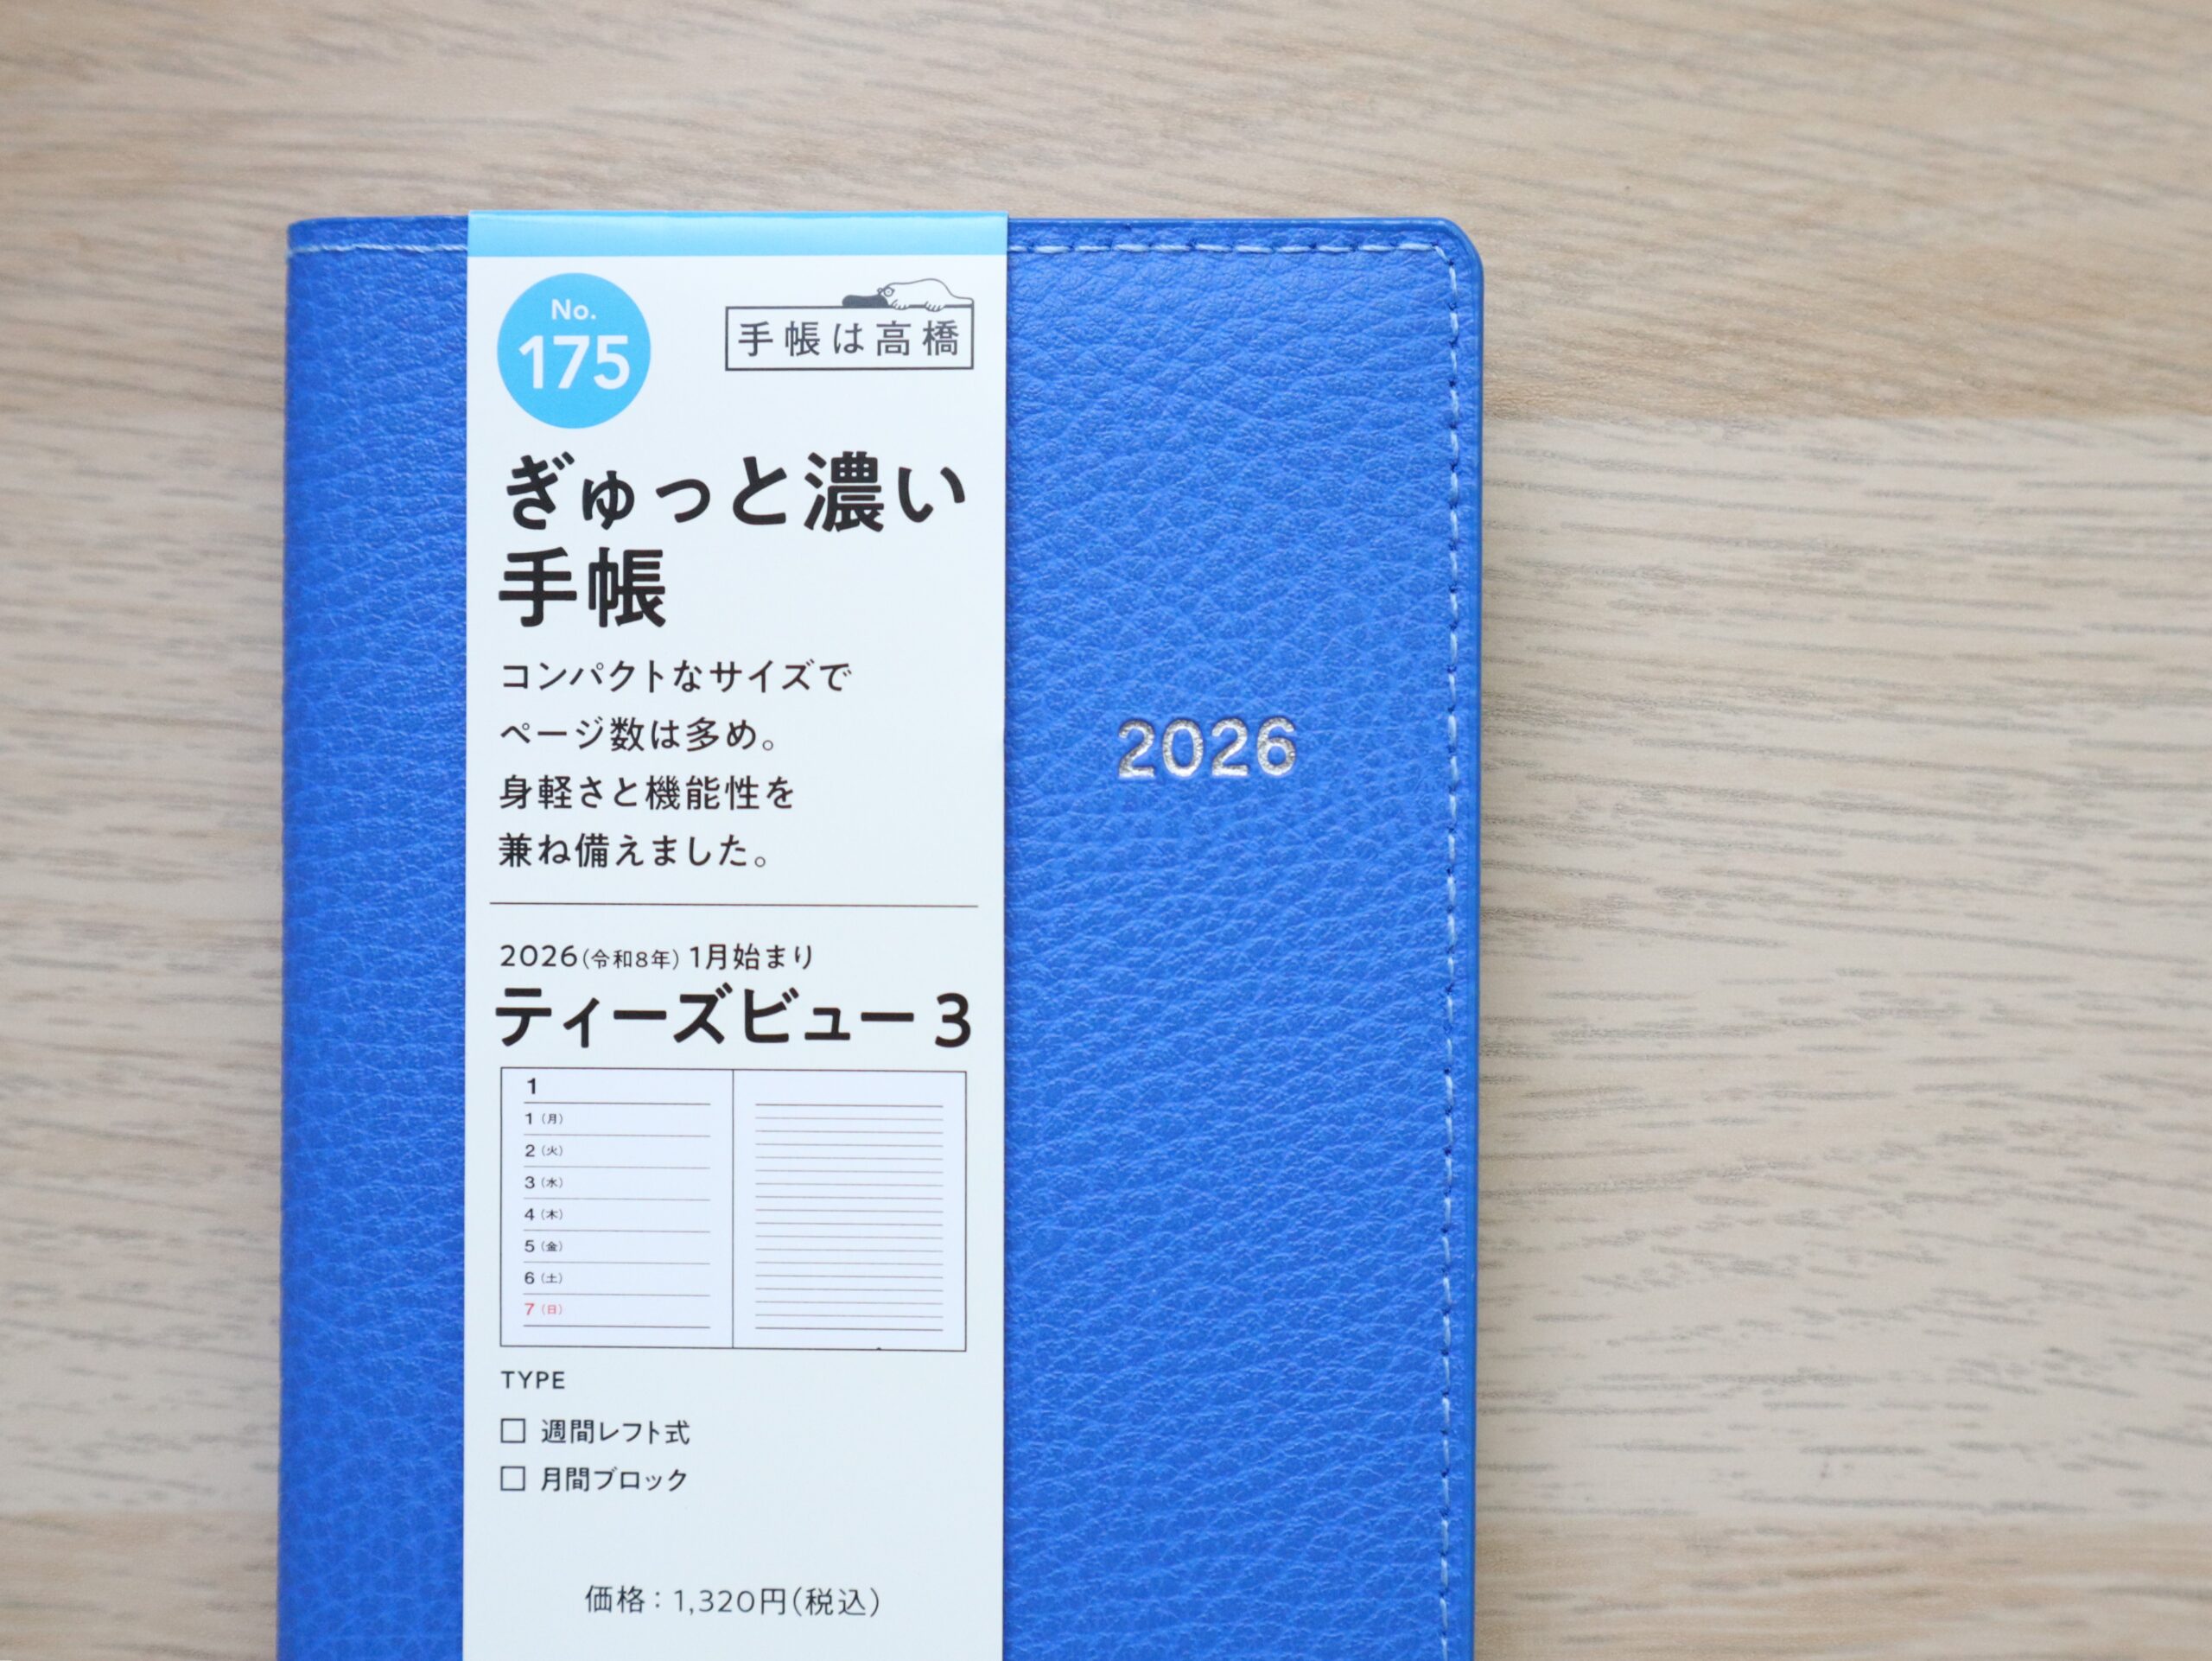 No.
175
手帳は高橋
ぎゅっと濃い
手帳
コンパクトなサイズで
ページ数は多め。
身軽さと機能性を
兼ね備えました。
2026(令和8年) 1月始まり
ティーズビュー 3
1
1 (月)
2 (火)
3 (水)
4 (木)
5 (金)
6 (土)
7 (日)
TYPE
□ 週間レフト式
□ 月間ブロック
価格：1,320円(税込)
2026